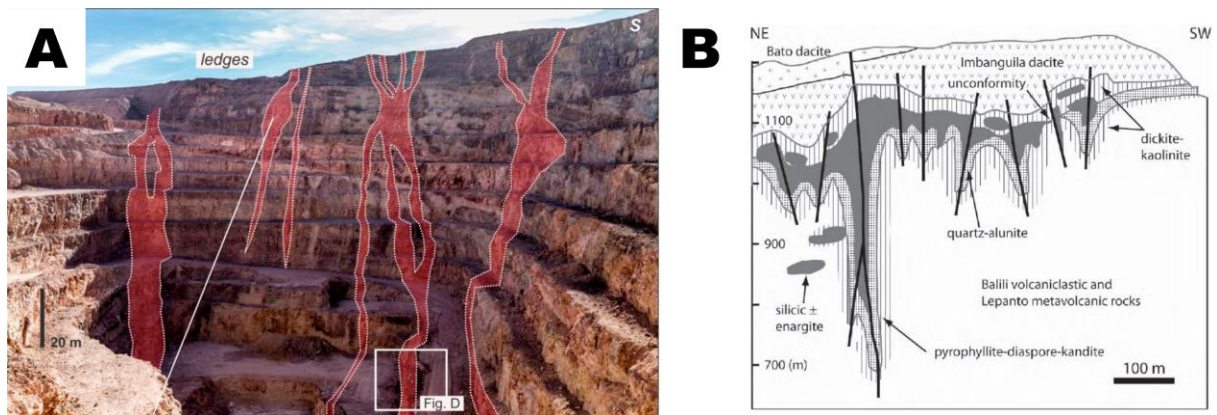 A
ledges
S
20 m
Fig. D
B
NE
SW
Bato dacite
Imbanguila dacite
unconformity
1100
dickite-
kaolinite
quartz-alunite
900
Balili volcaniclastic and
Lepanto metavolcanic rocks
silicic ±
enargite
pyrophyllite-diaspore-kandite
700 (m)
100 m